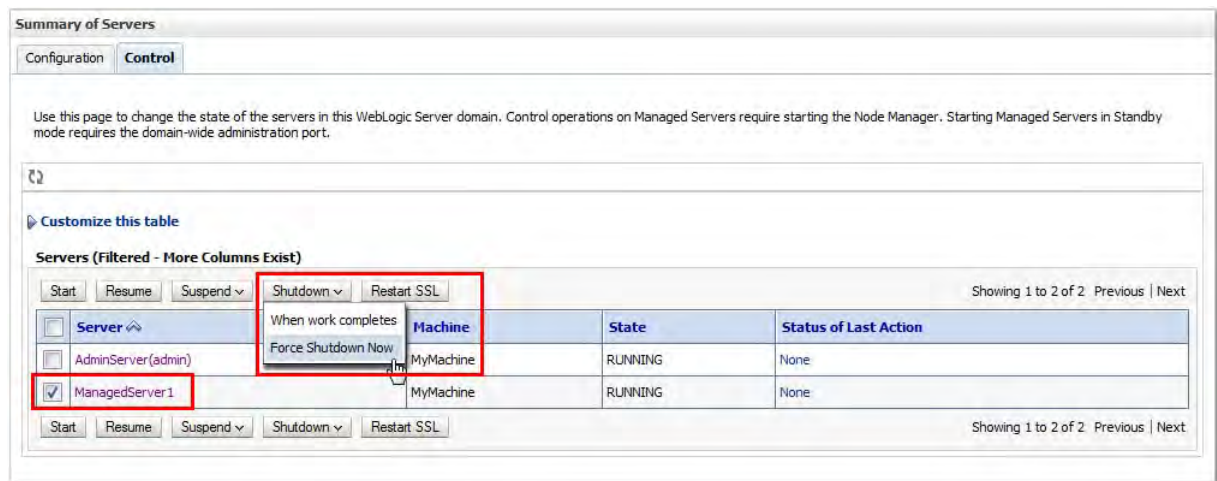 Summary of Servers
Configuration Control
Use this page to change the state of the servers in this WebLogic Server domain. Control operations on Managed Servers require starting the Node Manager. Starting Managed Servers in Standby
mode requires the domain-wide administration port.
Customize this table
Servers (Filtered - More Columns Exist)
Start Resume Suspend Shutdown Restart SSL Showing 1 to 2 of 2 Previous | Next
When work completes
Force Shutdown Now
Server Machine State Status of Last Action
AdminServer(admin) MyMachine RUNNING None
ManagedServer1 MyMachine RUNNING None
Start Resume Suspend Shutdown Restart SSL Showing 1 to 2 of 2 Previous | Next